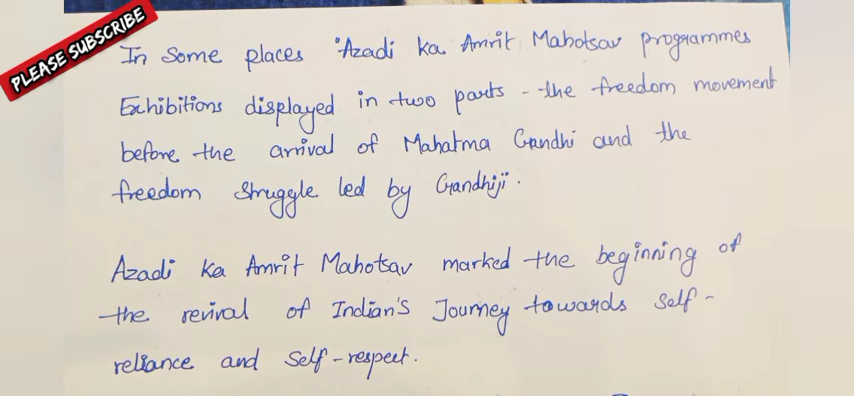 PLEASE SUBSCRIBE
In Some places 'Azadi ka Amrit Mahotsav programmes
Exhibitions displayed in two parts - the freedom movement
before the arrival of Mahatma Gandhi and the
freedom struggle led by Gandhiji.
Azadi ka Amrit Mahotsav marked the beginning of
the revival of Indian's Journey towards self-
reliance and self-respect.